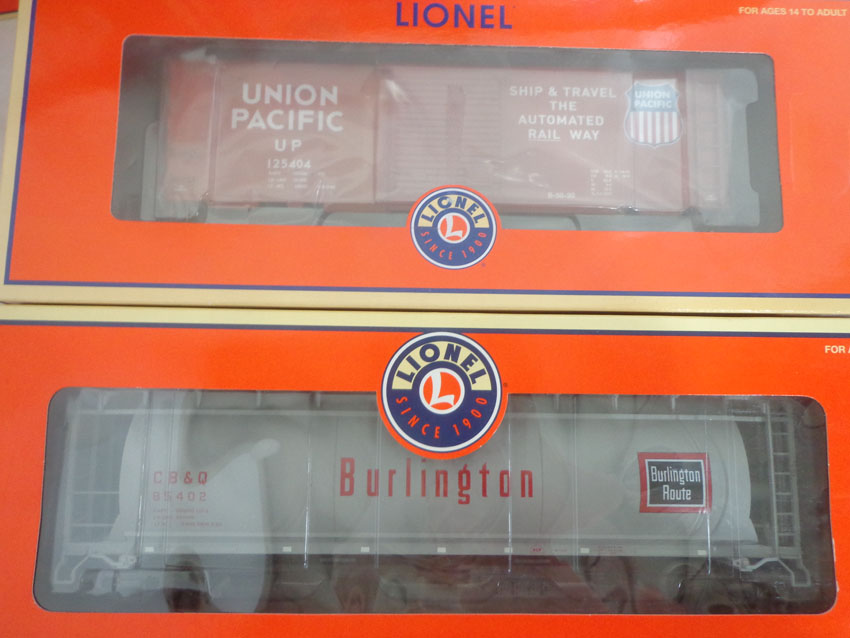 LIONEL
FOR AGES 14 TO ADULT
UNION
PACIFIC
UP
125404
SHIP & TRAVEL
THE
AUTOMATED
RAIL WAY
UNION
PACIFIC
LIONEL
L
SINCE 1900
FOR
LIONEL
L
SINCE 1900
CB&Q
85402
Burlington
Burlington
Route